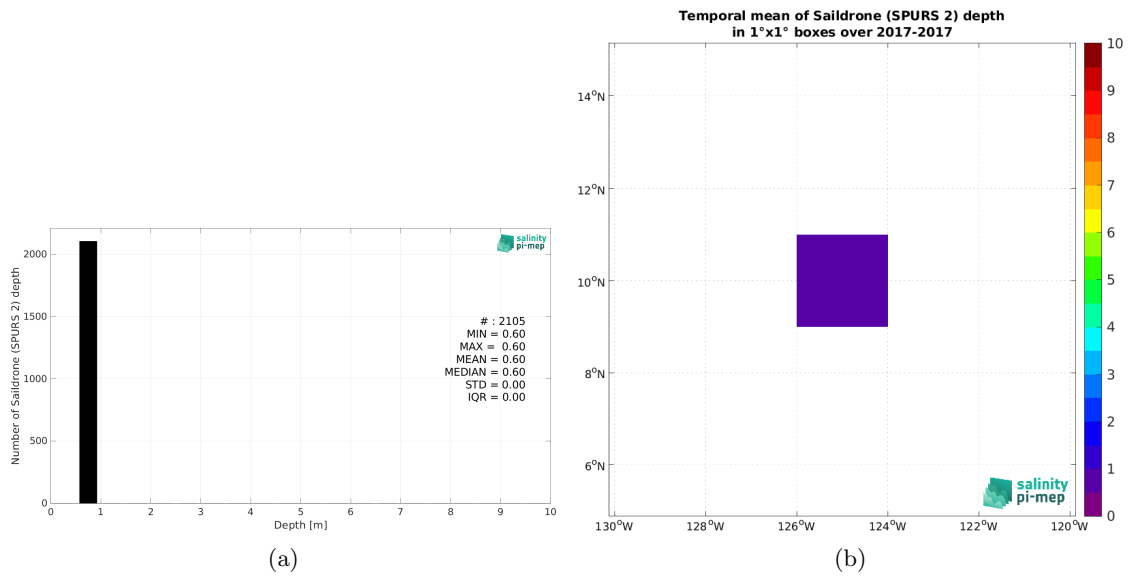 Number of Saildrone (SPURS 2) depth
2000
1500
1000
500
0
salinity
pi-mep
# : 2105
MIN = 0.60
MAX = 0.60
MEAN = 0.60
MEDIAN = 0.60
STD = 0.00
IQR = 0.00
0 1 2 3 4 5 6 7 8 9 10
Depth [m]
(a)
Temporal mean of Saildrone (SPURS 2) depth
in 1°x1° boxes over 2017-2017
14°N
12°N
10°N
8°N
6°N
130°W 128°W 126°W 124°W 122°W 120°W
salinity
pi-mep
10
9
8
7
6
5
4
3
2
1
0
(b)